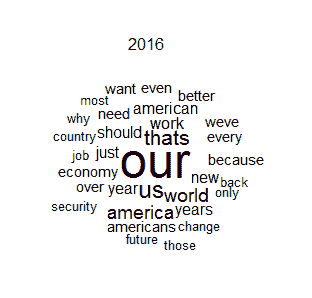 2016
want even
most better
need american
why work weve
country should thats every
job just our because
economy new back
over year us world only
security america years
americans change
future those